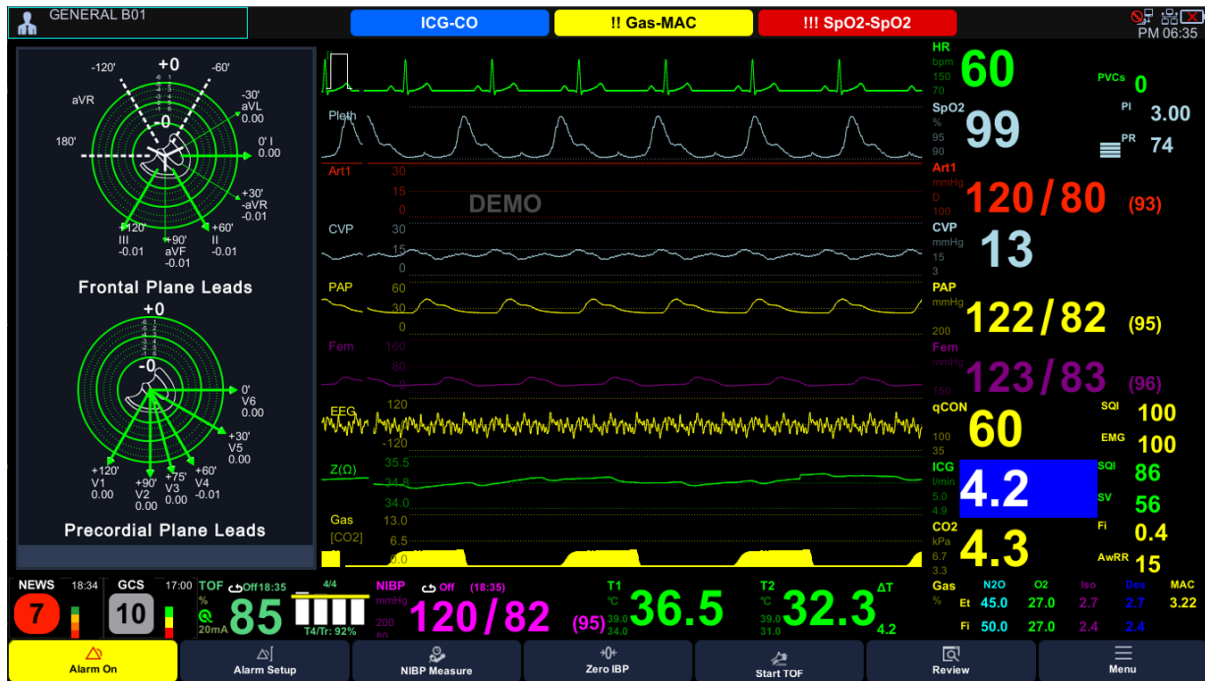 GENERAL B01
ICG-CO
!! Gas-MAC
!!! SpO2-SpO2
PM 06:35
-120'
+0
-60'
aVR
-30'
aVL
0.00
-0
180'
0' I
0.00
+30'
-aVR
-0.01
+120'
III
-0.01
+90'
aVF
-0.01
+60'
II
-0.01
Frontal Plane Leads
+0
-0
0'
V6
0.00
+30'
V5
0.00
+120'
V1
0.00
+90'
V2
0.00
+75'
V3
0.00
+60'
V4
-0.01
Precordial Plane Leads
Pleth
Art1
30
15
0
DEMO
CVP
30
15
0
PAP
60
30
0
Fem
160
80
0
EEG
120
-120
Z(Ω)
35.5
34.8
34.0
Gas
[CO2]
13.0
6.5
0.0
HR
bpm
150
70
60
PVCs 0
SpO2
%
95
90
99
PI 3.00
PR 74
Art1
mmHg
D
100
120/80 (93)
CVP
mmHg
15
3
13
PAP
mmHg
200
122/82 (95)
Fem
mmHg
150
123/83 (96)
qCON
100
35
60
SQI 100
EMG 100
ICG
l/min
5.0
4.9
4.2
SQI 86
SV 56
CO2
kPa
6.7
3.3
4.3
Fi 0.4
AwRR 15
NEWS 18:34
7
GCS 17:00
10
TOF Off 18:35
%
20mA
85
4/4
T4/Tr: 92%
NIBP Off (18:35)
mmHg
200
80
120/82 (95)
T1
°C
39.0
34.0
36.5
T2
°C
39.0
31.0
32.3
ΔT
4.2
Gas N2O O2 Iso Des MAC
% Et 45.0 27.0 2.7 2.7 3.22
Fi 50.0 27.0 2.4 2.4
Alarm On
Alarm Setup
NIBP Measure
Zero IBP
Start TOF
Review
Menu